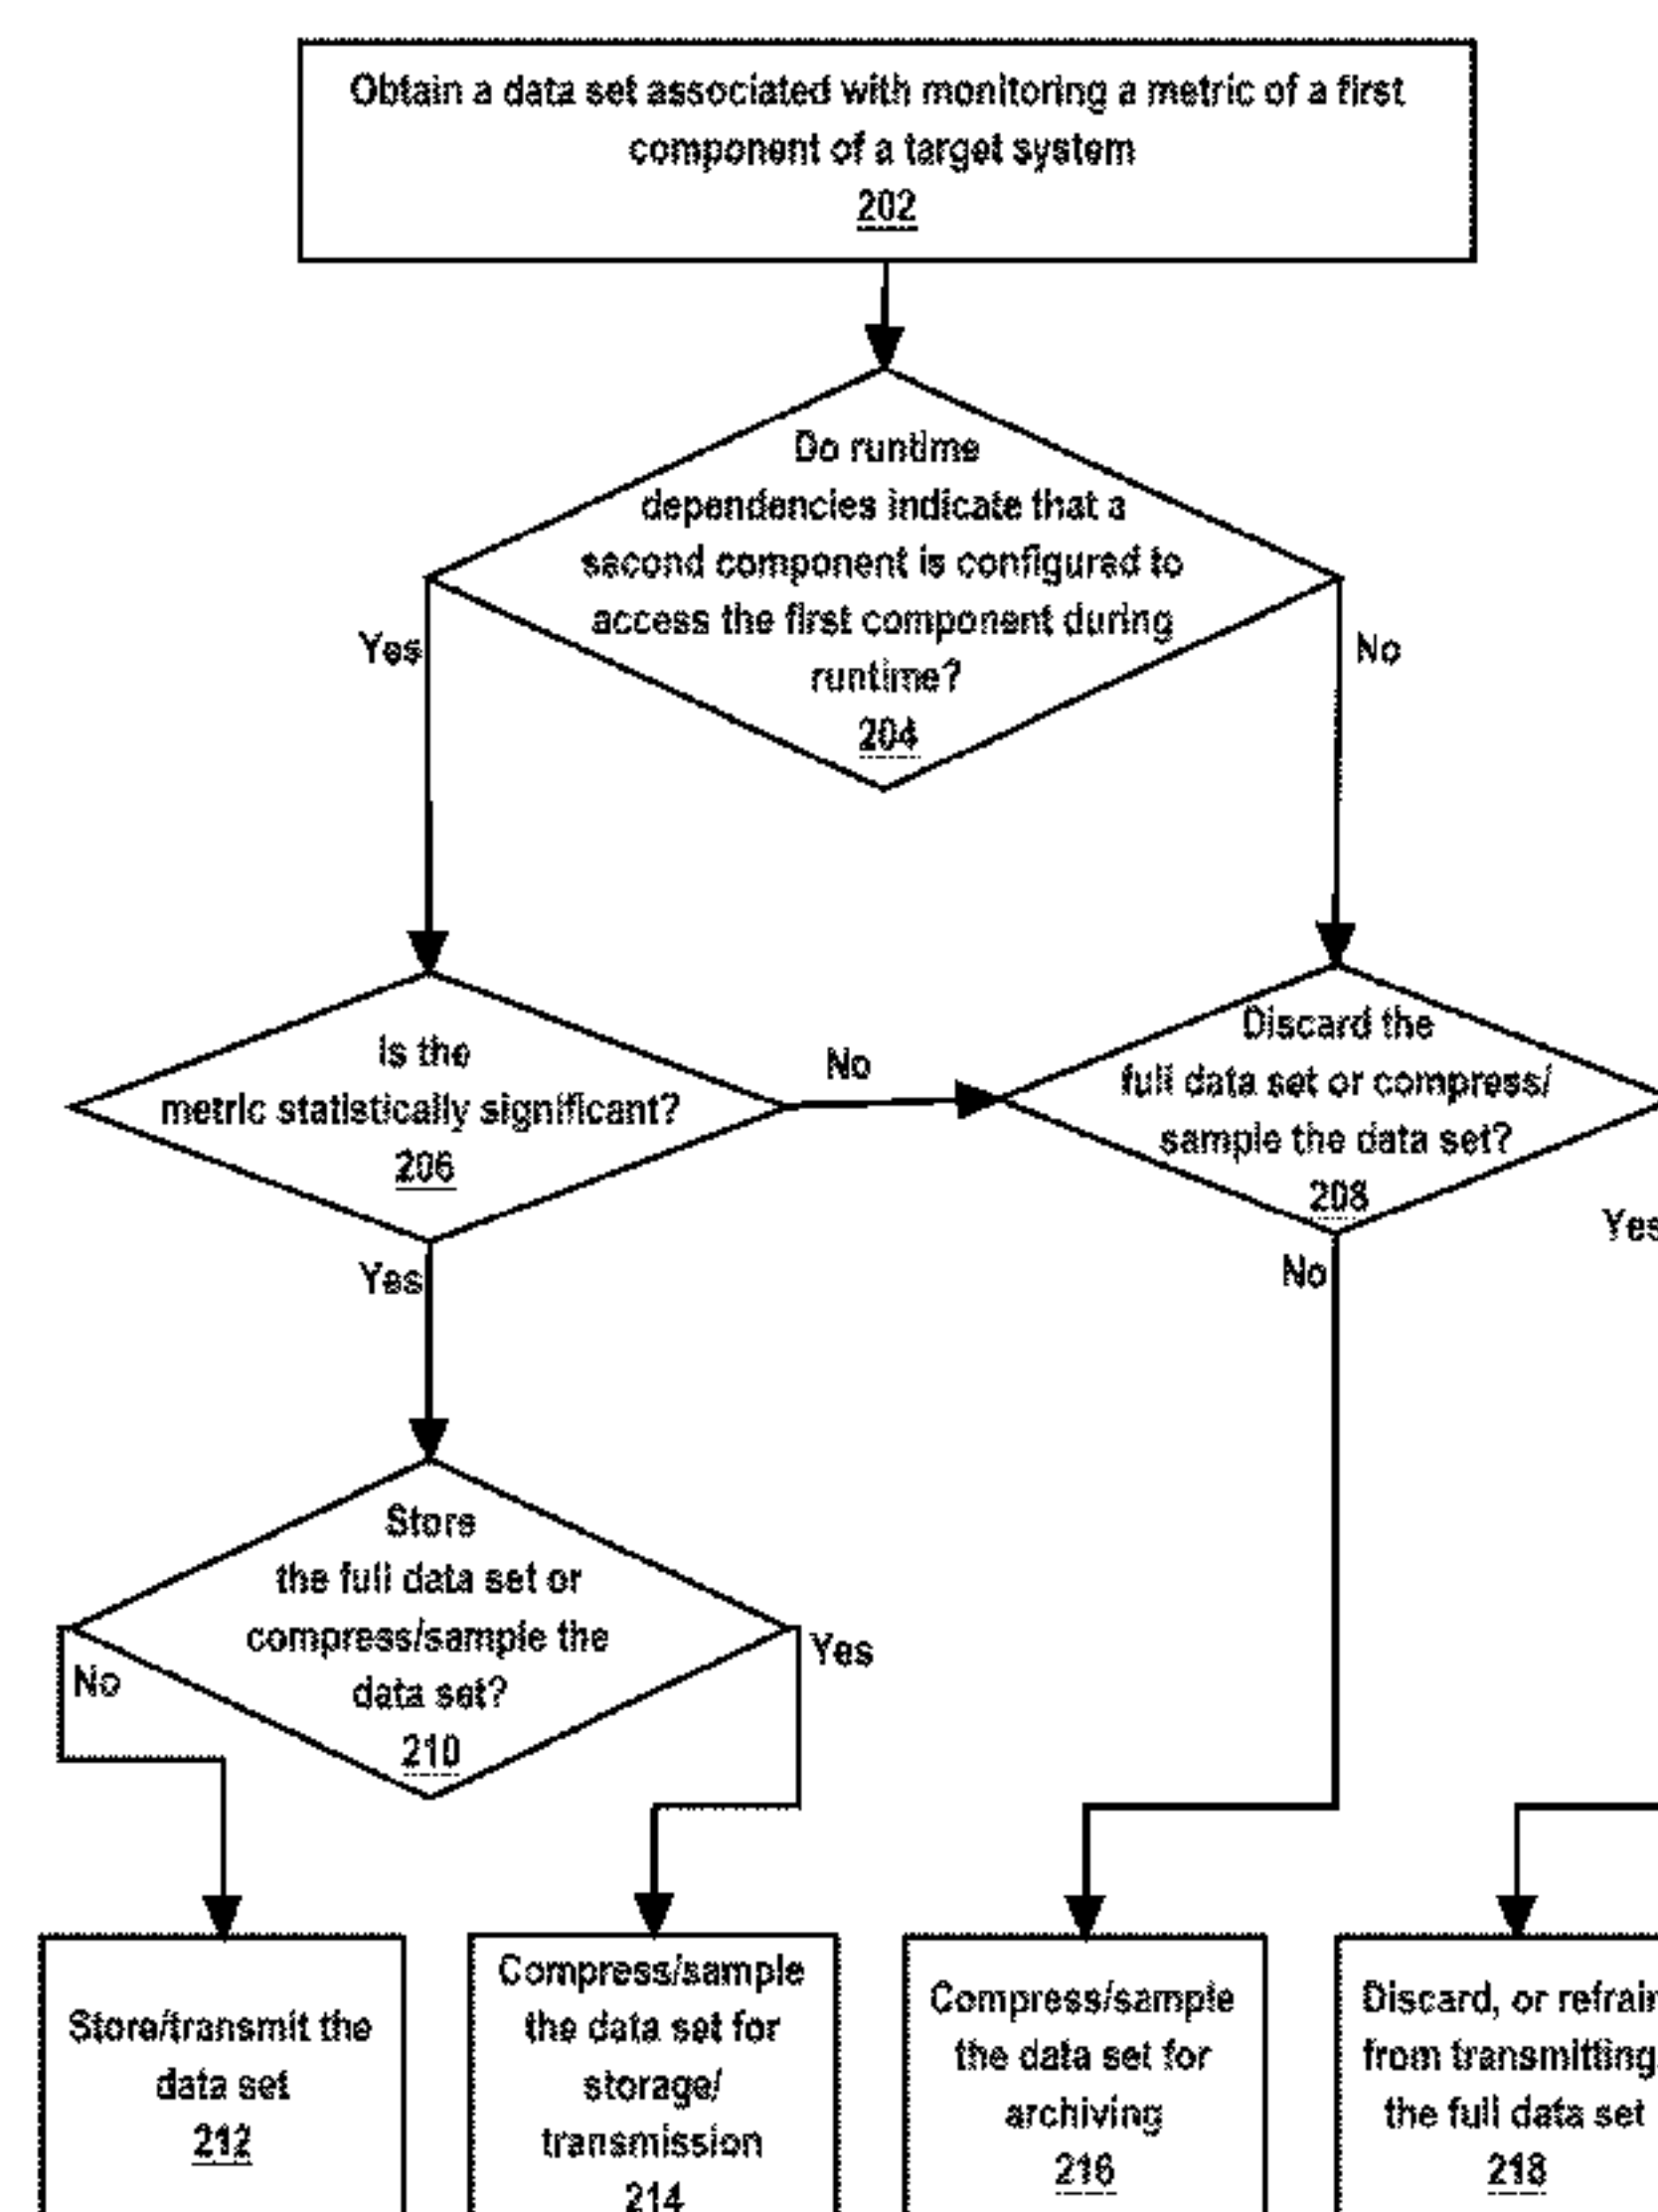 Obtain a data set associated with monitoring a metric of a first
component of a target system
202
Do runtime
dependencies indicate that a
second component is configured to
access the first component during
runtime?
204
Yes
No
Is the
metric statistically significant?
206
No
Discard the
full data set or compress/
sample the data set?
208
Yes
Yes
No
Store
the full data set or
compress/sample the
data set?
210
No
Yes
Store/transmit the
data set
212
Compress/sample
the data set for
storage/
transmission
214
Compress/sample
the data set for
archiving
216
Discard, or refrain
from transmitting,
the full data set
218